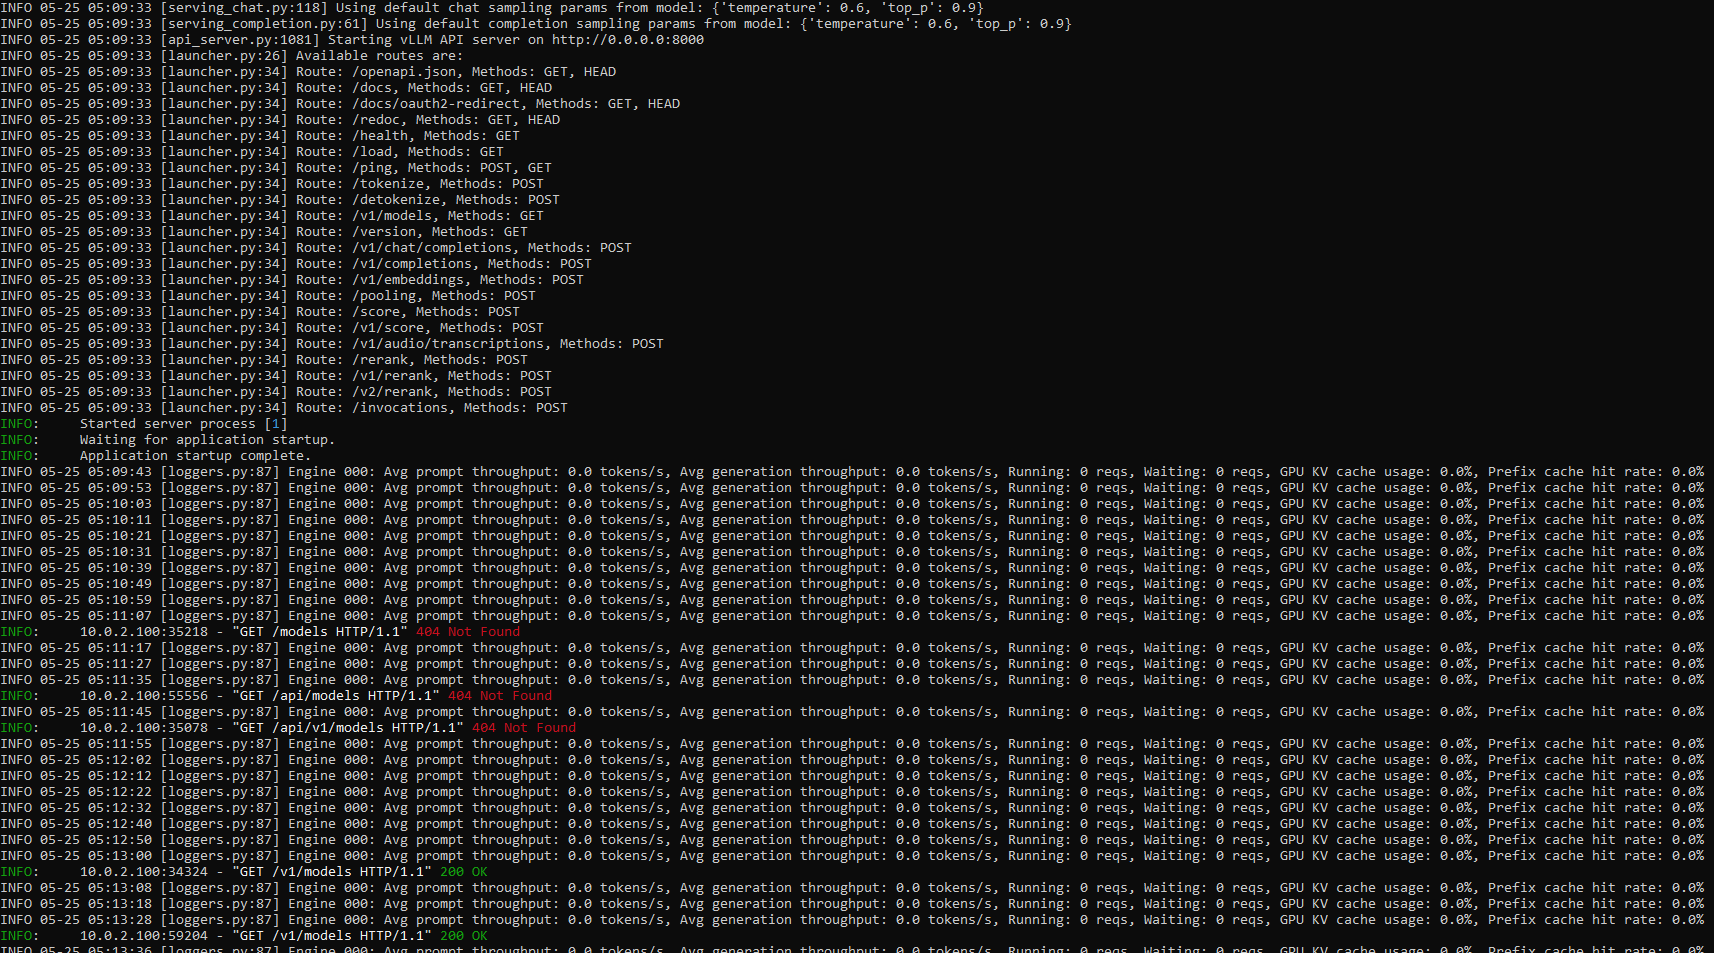 INFO 05-25 05:09:33 [serving_chat.py:118] Using default chat sampling params from model: {'temperature': 0.6, 'top_p': 0.9}
INFO 05-25 05:09:33 [serving_completion.py:61] Using default completion sampling params from model: {'temperature': 0.6, 'top_p': 0.9}
INFO 05-25 05:09:33 [api_server.py:1081] Starting vLLM API server on http://0.0.0.0:8000
INFO 05-25 05:09:33 [launcher.py:26] Available routes are:
INFO 05-25 05:09:33 [launcher.py:34] Route: /openapi.json, Methods: GET, HEAD
INFO 05-25 05:09:33 [launcher.py:34] Route: /docs, Methods: GET, HEAD
INFO 05-25 05:09:33 [launcher.py:34] Route: /docs/oauth2-redirect, Methods: GET, HEAD
INFO 05-25 05:09:33 [launcher.py:34] Route: /redoc, Methods: GET, HEAD
INFO 05-25 05:09:33 [launcher.py:34] Route: /health, Methods: GET
INFO 05-25 05:09:33 [launcher.py:34] Route: /load, Methods: GET
INFO 05-25 05:09:33 [launcher.py:34] Route: /ping, Methods: POST, GET
INFO 05-25 05:09:33 [launcher.py:34] Route: /tokenize, Methods: POST
INFO 05-25 05:09:33 [launcher.py:34] Route: /detokenize, Methods: POST
INFO 05-25 05:09:33 [launcher.py:34] Route: /v1/models, Methods: GET
INFO 05-25 05:09:33 [launcher.py:34] Route: /version, Methods: GET
INFO 05-25 05:09:33 [launcher.py:34] Route: /v1/chat/completions, Methods: POST
INFO 05-25 05:09:33 [launcher.py:34] Route: /v1/completions, Methods: POST
INFO 05-25 05:09:33 [launcher.py:34] Route: /v1/embeddings, Methods: POST
INFO 05-25 05:09:33 [launcher.py:34] Route: /pooling, Methods: POST
INFO 05-25 05:09:33 [launcher.py:34] Route: /score, Methods: POST
INFO 05-25 05:09:33 [launcher.py:34] Route: /v1/score, Methods: POST
INFO 05-25 05:09:33 [launcher.py:34] Route: /v1/audio/transcriptions, Methods: POST
INFO 05-25 05:09:33 [launcher.py:34] Route: /rerank, Methods: POST
INFO 05-25 05:09:33 [launcher.py:34] Route: /v1/rerank, Methods: POST
INFO 05-25 05:09:33 [launcher.py:34] Route: /v2/rerank, Methods: POST
INFO 05-25 05:09:33 [launcher.py:34] Route: /invocations, Methods: POST
INFO:     Started server process [1]
INFO:     Waiting for application startup.
INFO:     Application startup complete.
INFO 05-25 05:09:43 [loggers.py:87] Engine 000: Avg prompt throughput: 0.0 tokens/s, Avg generation throughput: 0.0 tokens/s, Running: 0 reqs, Waiting: 0 reqs, GPU KV cache usage: 0.0%, Prefix cache hit rate: 0.0%
INFO 05-25 05:09:53 [loggers.py:87] Engine 000: Avg prompt throughput: 0.0 tokens/s, Avg generation throughput: 0.0 tokens/s, Running: 0 reqs, Waiting: 0 reqs, GPU KV cache usage: 0.0%, Prefix cache hit rate: 0.0%
INFO 05-25 05:10:03 [loggers.py:87] Engine 000: Avg prompt throughput: 0.0 tokens/s, Avg generation throughput: 0.0 tokens/s, Running: 0 reqs, Waiting: 0 reqs, GPU KV cache usage: 0.0%, Prefix cache hit rate: 0.0%
INFO 05-25 05:10:11 [loggers.py:87] Engine 000: Avg prompt throughput: 0.0 tokens/s, Avg generation throughput: 0.0 tokens/s, Running: 0 reqs, Waiting: 0 reqs, GPU KV cache usage: 0.0%, Prefix cache hit rate: 0.0%
INFO 05-25 05:10:21 [loggers.py:87] Engine 000: Avg prompt throughput: 0.0 tokens/s, Avg generation throughput: 0.0 tokens/s, Running: 0 reqs, Waiting: 0 reqs, GPU KV cache usage: 0.0%, Prefix cache hit rate: 0.0%
INFO 05-25 05:10:31 [loggers.py:87] Engine 000: Avg prompt throughput: 0.0 tokens/s, Avg generation throughput: 0.0 tokens/s, Running: 0 reqs, Waiting: 0 reqs, GPU KV cache usage: 0.0%, Prefix cache hit rate: 0.0%
INFO 05-25 05:10:39 [loggers.py:87] Engine 000: Avg prompt throughput: 0.0 tokens/s, Avg generation throughput: 0.0 tokens/s, Running: 0 reqs, Waiting: 0 reqs, GPU KV cache usage: 0.0%, Prefix cache hit rate: 0.0%
INFO 05-25 05:10:49 [loggers.py:87] Engine 000: Avg prompt throughput: 0.0 tokens/s, Avg generation throughput: 0.0 tokens/s, Running: 0 reqs, Waiting: 0 reqs, GPU KV cache usage: 0.0%, Prefix cache hit rate: 0.0%
INFO 05-25 05:10:59 [loggers.py:87] Engine 000: Avg prompt throughput: 0.0 tokens/s, Avg generation throughput: 0.0 tokens/s, Running: 0 reqs, Waiting: 0 reqs, GPU KV cache usage: 0.0%, Prefix cache hit rate: 0.0%
INFO 05-25 05:11:07 [loggers.py:87] Engine 000: Avg prompt throughput: 0.0 tokens/s, Avg generation throughput: 0.0 tokens/s, Running: 0 reqs, Waiting: 0 reqs, GPU KV cache usage: 0.0%, Prefix cache hit rate: 0.0%
INFO:     10.0.2.100:35218 - "GET /models HTTP/1.1" 404 Not Found
INFO 05-25 05:11:17 [loggers.py:87] Engine 000: Avg prompt throughput: 0.0 tokens/s, Avg generation throughput: 0.0 tokens/s, Running: 0 reqs, Waiting: 0 reqs, GPU KV cache usage: 0.0%, Prefix cache hit rate: 0.0%
INFO 05-25 05:11:27 [loggers.py:87] Engine 000: Avg prompt throughput: 0.0 tokens/s, Avg generation throughput: 0.0 tokens/s, Running: 0 reqs, Waiting: 0 reqs, GPU KV cache usage: 0.0%, Prefix cache hit rate: 0.0%
INFO 05-25 05:11:35 [loggers.py:87] Engine 000: Avg prompt throughput: 0.0 tokens/s, Avg generation throughput: 0.0 tokens/s, Running: 0 reqs, Waiting: 0 reqs, GPU KV cache usage: 0.0%, Prefix cache hit rate: 0.0%
INFO:     10.0.2.100:55556 - "GET /api/models HTTP/1.1" 404 Not Found
INFO 05-25 05:11:45 [loggers.py:87] Engine 000: Avg prompt throughput: 0.0 tokens/s, Avg generation throughput: 0.0 tokens/s, Running: 0 reqs, Waiting: 0 reqs, GPU KV cache usage: 0.0%, Prefix cache hit rate: 0.0%
INFO:     10.0.2.100:35078 - "GET /api/v1/models HTTP/1.1" 404 Not Found
INFO 05-25 05:11:55 [loggers.py:87] Engine 000: Avg prompt throughput: 0.0 tokens/s, Avg generation throughput: 0.0 tokens/s, Running: 0 reqs, Waiting: 0 reqs, GPU KV cache usage: 0.0%, Prefix cache hit rate: 0.0%
INFO 05-25 05:12:02 [loggers.py:87] Engine 000: Avg prompt throughput: 0.0 tokens/s, Avg generation throughput: 0.0 tokens/s, Running: 0 reqs, Waiting: 0 reqs, GPU KV cache usage: 0.0%, Prefix cache hit rate: 0.0%
INFO 05-25 05:12:12 [loggers.py:87] Engine 000: Avg prompt throughput: 0.0 tokens/s, Avg generation throughput: 0.0 tokens/s, Running: 0 reqs, Waiting: 0 reqs, GPU KV cache usage: 0.0%, Prefix cache hit rate: 0.0%
INFO 05-25 05:12:22 [loggers.py:87] Engine 000: Avg prompt throughput: 0.0 tokens/s, Avg generation throughput: 0.0 tokens/s, Running: 0 reqs, Waiting: 0 reqs, GPU KV cache usage: 0.0%, Prefix cache hit rate: 0.0%
INFO 05-25 05:12:32 [loggers.py:87] Engine 000: Avg prompt throughput: 0.0 tokens/s, Avg generation throughput: 0.0 tokens/s, Running: 0 reqs, Waiting: 0 reqs, GPU KV cache usage: 0.0%, Prefix cache hit rate: 0.0%
INFO 05-25 05:12:40 [loggers.py:87] Engine 000: Avg prompt throughput: 0.0 tokens/s, Avg generation throughput: 0.0 tokens/s, Running: 0 reqs, Waiting: 0 reqs, GPU KV cache usage: 0.0%, Prefix cache hit rate: 0.0%
INFO 05-25 05:12:50 [loggers.py:87] Engine 000: Avg prompt throughput: 0.0 tokens/s, Avg generation throughput: 0.0 tokens/s, Running: 0 reqs, Waiting: 0 reqs, GPU KV cache usage: 0.0%, Prefix cache hit rate: 0.0%
INFO 05-25 05:13:00 [loggers.py:87] Engine 000: Avg prompt throughput: 0.0 tokens/s, Avg generation throughput: 0.0 tokens/s, Running: 0 reqs, Waiting: 0 reqs, GPU KV cache usage: 0.0%, Prefix cache hit rate: 0.0%
INFO:     10.0.2.100:34324 - "GET /v1/models HTTP/1.1" 200 OK
INFO 05-25 05:13:08 [loggers.py:87] Engine 000: Avg prompt throughput: 0.0 tokens/s, Avg generation throughput: 0.0 tokens/s, Running: 0 reqs, Waiting: 0 reqs, GPU KV cache usage: 0.0%, Prefix cache hit rate: 0.0%
INFO 05-25 05:13:18 [loggers.py:87] Engine 000: Avg prompt throughput: 0.0 tokens/s, Avg generation throughput: 0.0 tokens/s, Running: 0 reqs, Waiting: 0 reqs, GPU KV cache usage: 0.0%, Prefix cache hit rate: 0.0%
INFO 05-25 05:13:28 [loggers.py:87] Engine 000: Avg prompt throughput: 0.0 tokens/s, Avg generation throughput: 0.0 tokens/s, Running: 0 reqs, Waiting: 0 reqs, GPU KV cache usage: 0.0%, Prefix cache hit rate: 0.0%
INFO:     10.0.2.100:59204 - "GET /v1/models HTTP/1.1" 200 OK
INFO 05-25 05:13:36 [loggers.py:87] Engine 000: Avg prompt throughput: 0.0 tokens/s, Avg generation throughput: 0.0 tokens/s, Running: 0 reqs, Waiting: 0 reqs, GPU KV cache usage: 0.0%, Prefix cache hit rate: 0.0%